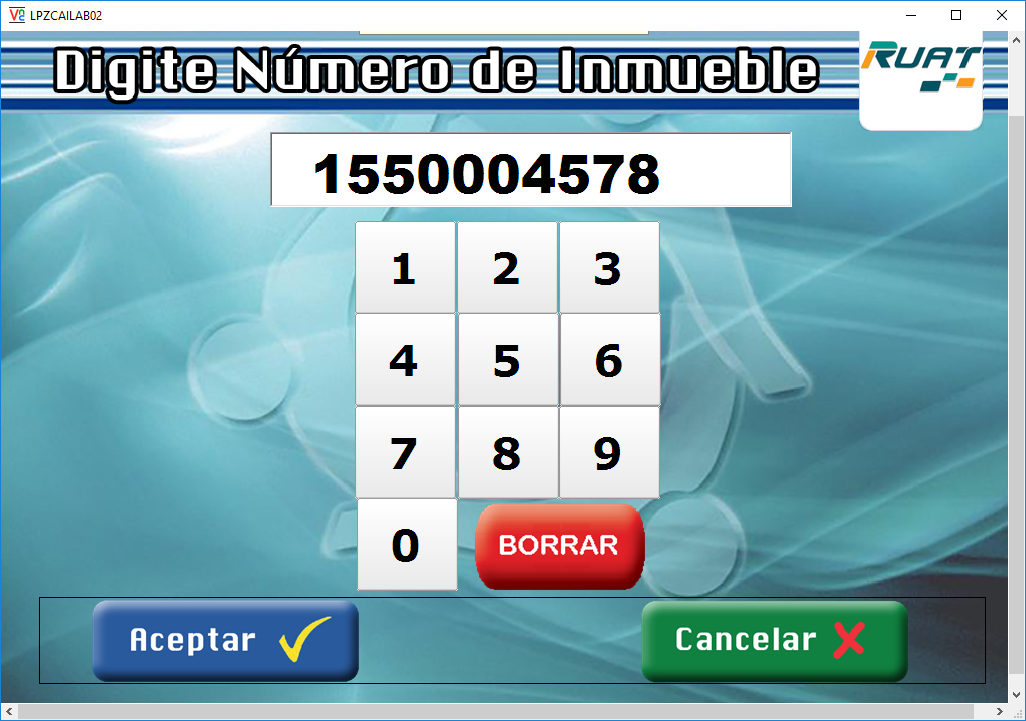 LPZCAILAB02
Digite Número de Inmueble
RUAT
1550004578
1 2 3
4 5 6
7 8 9
0 BORRAR
Aceptar Cancelar